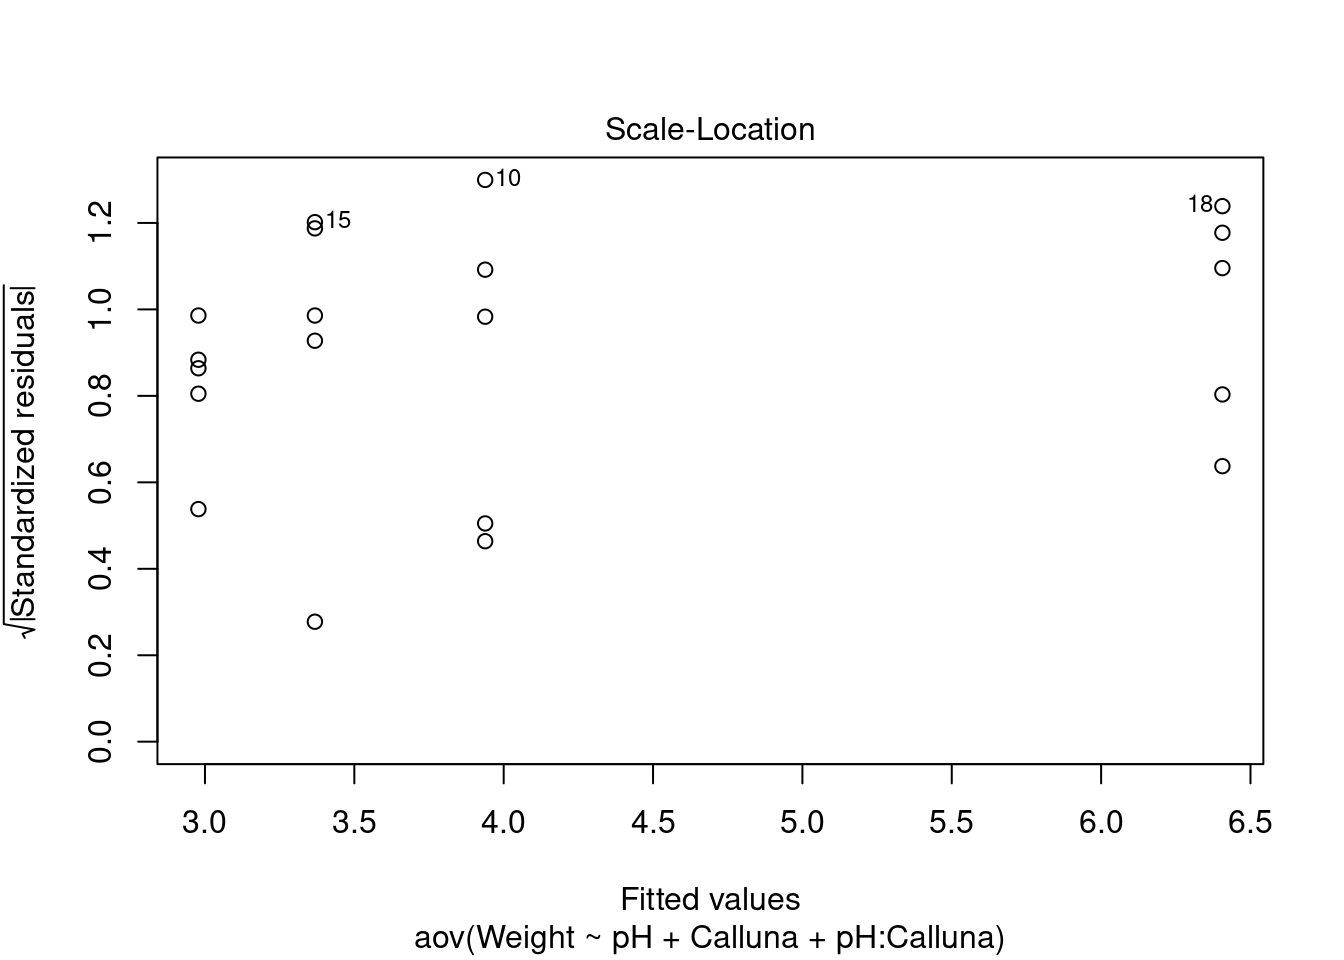 Scale-Location
10
18
15
√|Standardized residuals|
1.2
1.0
0.8
0.6
0.4
0.2
0.0
3.0 3.5 4.0 4.5 5.0 5.5 6.0 6.5
Fitted values
aov(Weight ~ pH + Calluna + pH:Calluna)